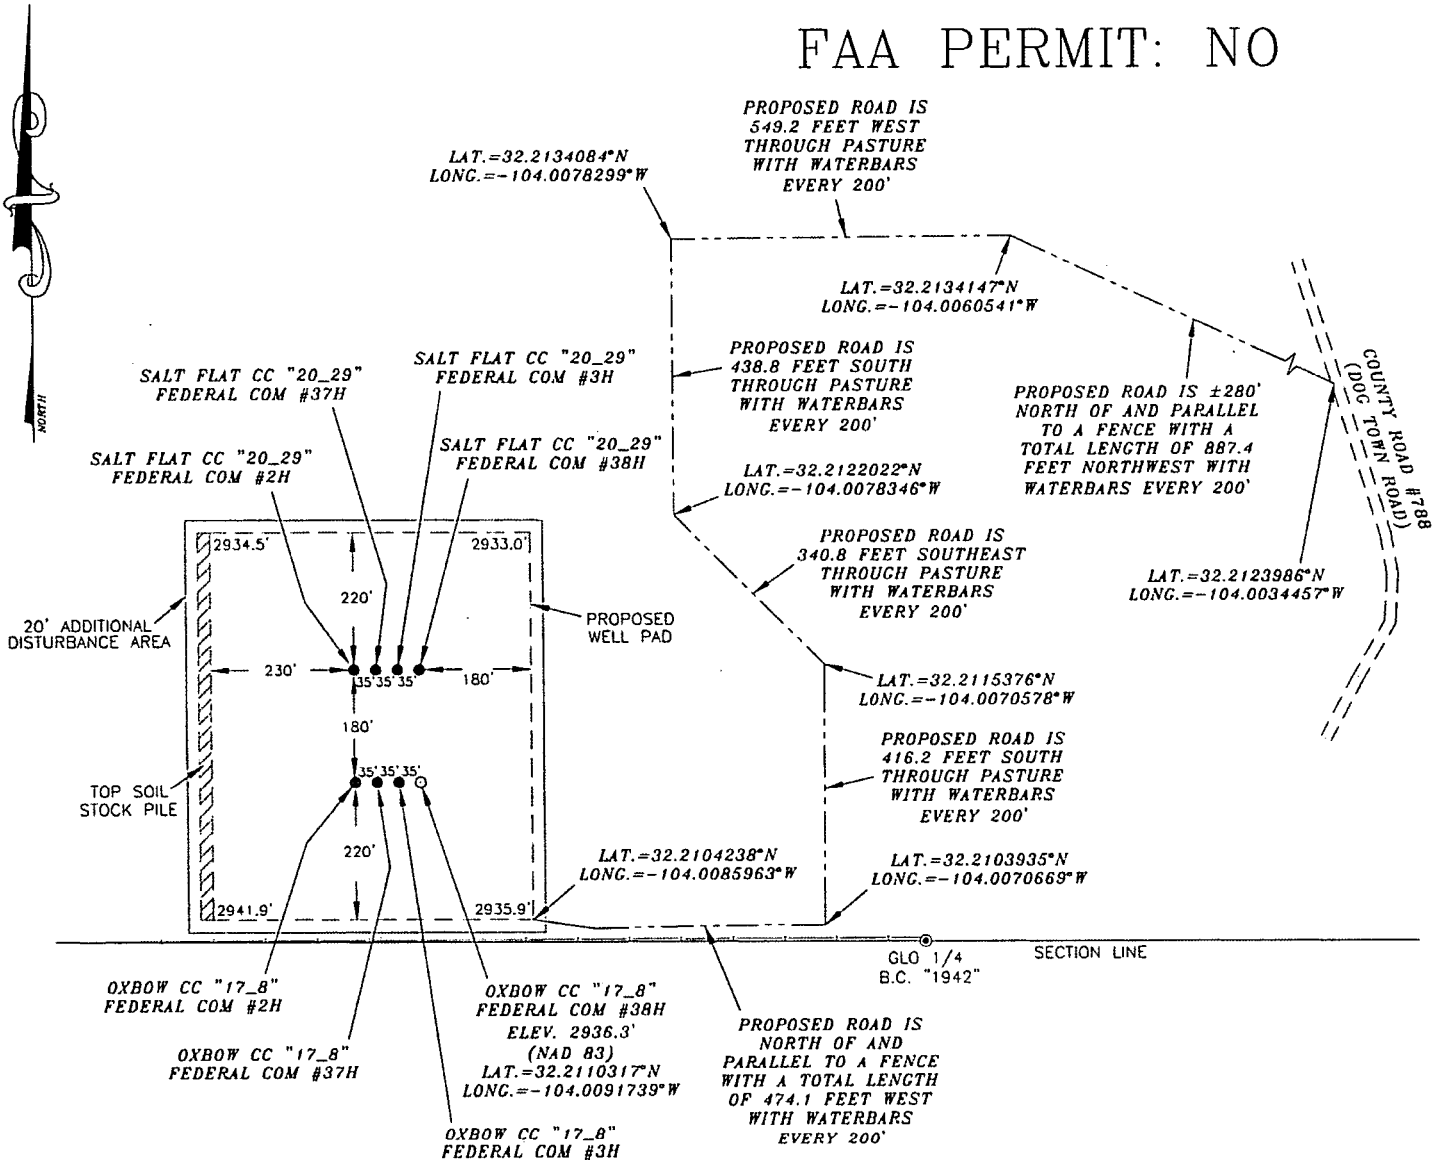 FAA PERMIT: NO
NORTH
PROPOSED ROAD IS
549.2 FEET WEST
THROUGH PASTURE
WITH WATERBARS
EVERY 200'
LAT.=32.2134084°N
LONG.=-104.0078299°W
LAT.=32.2134147°N
LONG.=-104.0060541°W
PROPOSED ROAD IS
438.8 FEET SOUTH
THROUGH PASTURE
WITH WATERBARS
EVERY 200'
PROPOSED ROAD IS ±280'
NORTH OF AND PARALLEL
TO A FENCE WITH A
TOTAL LENGTH OF 887.4
FEET NORTHWEST WITH
WATERBARS EVERY 200'
COUNTY ROAD #788
(DOG TOWN ROAD)
SALT FLAT CC "20_29"
FEDERAL COM #37H
SALT FLAT CC "20_29"
FEDERAL COM #3H
SALT FLAT CC "20_29"
FEDERAL COM #2H
SALT FLAT CC "20_29"
FEDERAL COM #38H
LAT.=32.2122022°N
LONG.=-104.0078346°W
PROPOSED ROAD IS
340.8 FEET SOUTHEAST
THROUGH PASTURE
WITH WATERBARS
EVERY 200'
LAT.=32.2123986°N
LONG.=-104.0034457°W
2934.5'
2933.0'
220'
20' ADDITIONAL
DISTURBANCE AREA
PROPOSED
WELL PAD
230'
35' 35' 35'
180'
180'
LAT.=32.2115376°N
LONG.=-104.0070578°W
PROPOSED ROAD IS
416.2 FEET SOUTH
THROUGH PASTURE
WITH WATERBARS
EVERY 200'
TOP SOIL
STOCK PILE
35' 35' 35'
220'
LAT.=32.2104238°N
LONG.=-104.0085963°W
LAT.=32.2103935°N
LONG.=-104.0070669°W
2941.9'
2935.9'
GLO 1/4
B.C. "1942"
SECTION LINE
OXBOW CC "17_8"
FEDERAL COM #2H
OXBOW CC "17_8"
FEDERAL COM #37H
OXBOW CC "17_8"
FEDERAL COM #38H
ELEV. 2936.3'
(NAD 83)
LAT.=32.2110317°N
LONG.=-104.0091739°W
OXBOW CC "17_8"
FEDERAL COM #3H
PROPOSED ROAD IS
NORTH OF AND
PARALLEL TO A FENCE
WITH A TOTAL LENGTH
OF 474.1 FEET WEST
WITH WATERBARS
EVERY 200'